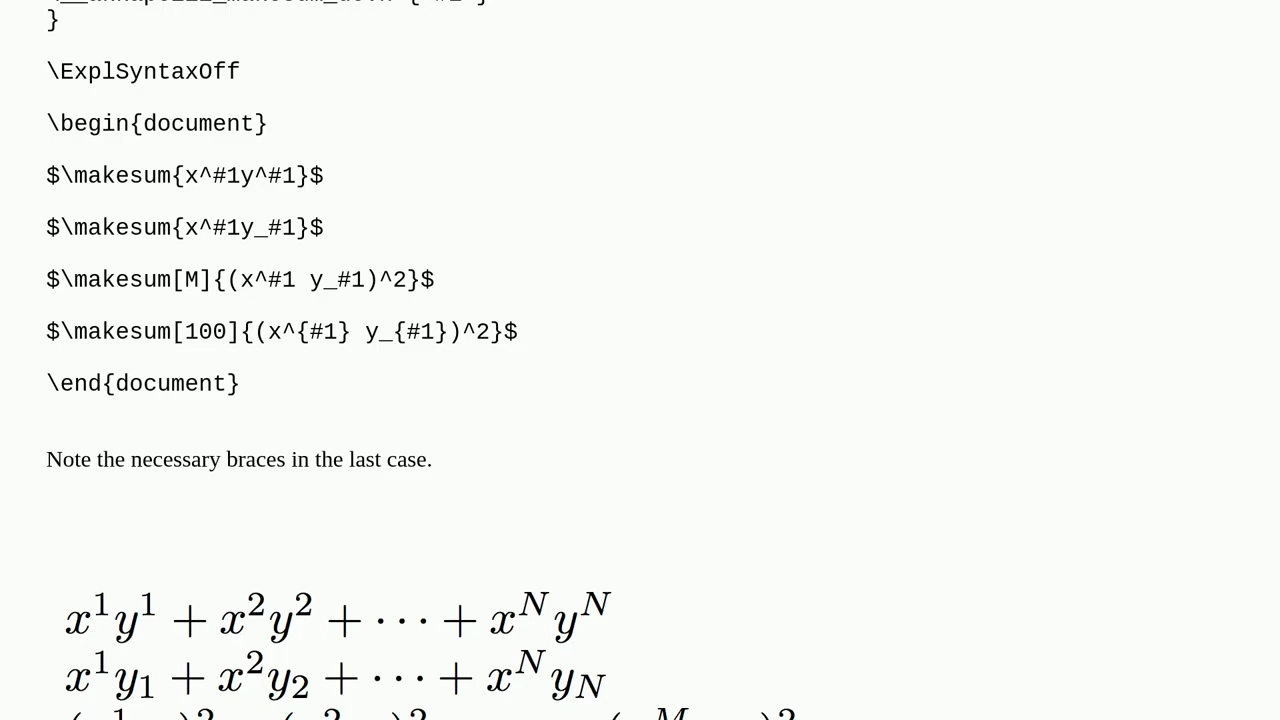 }
\ExplSyntaxOff
\begin{document}
$\makesum{x^#1y^#1}$
$\makesum{x^#1y_#1}$
$\makesum[M]{(x^#1 y_#1)^2}$
$\makesum[100]{(x^{#1} y_{#1})^2}$
\end{document}
Note the necessary braces in the last case.
x^1y^1 + x^2y^2 + ⋯ + x^Ny^N
x^1y_1 + x^2y_2 + ⋯ + x^Ny_N